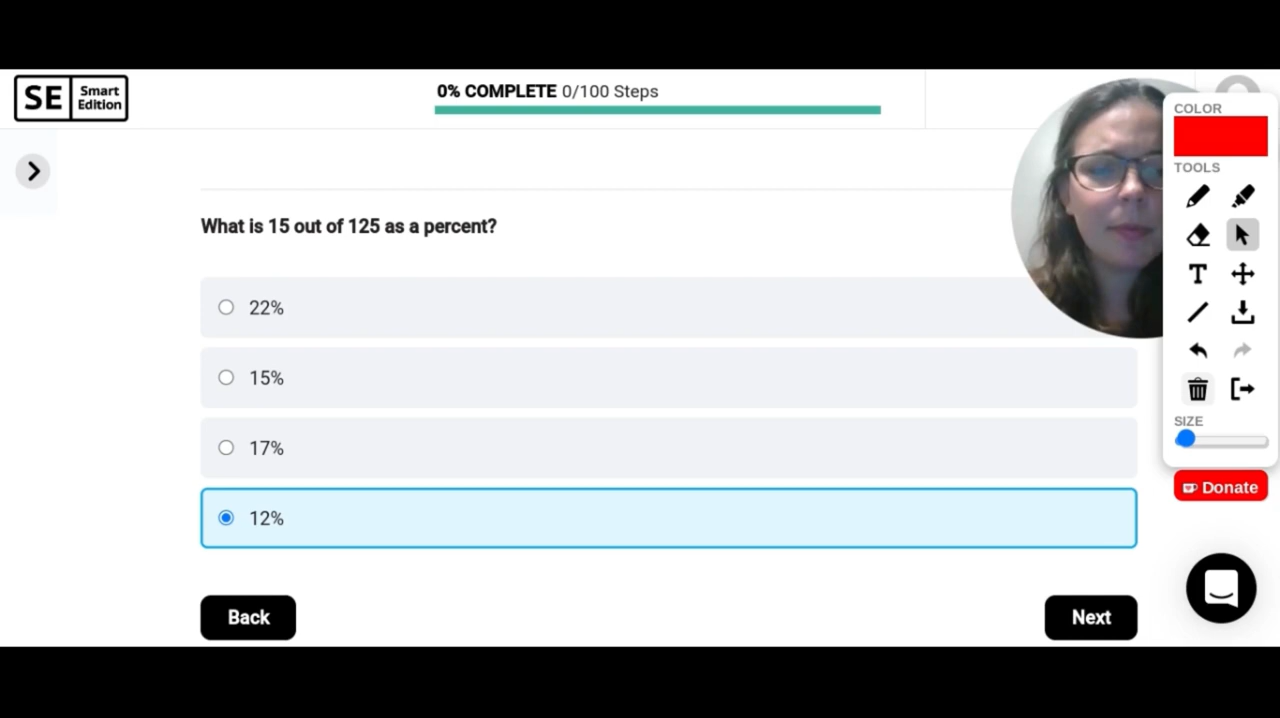 SE Smart Edition
0% COMPLETE 0/100 Steps
COLOR
TOOLS
What is 15 out of 125 as a percent?
22%
15%
17%
12%
SIZE
Donate
Back
Next